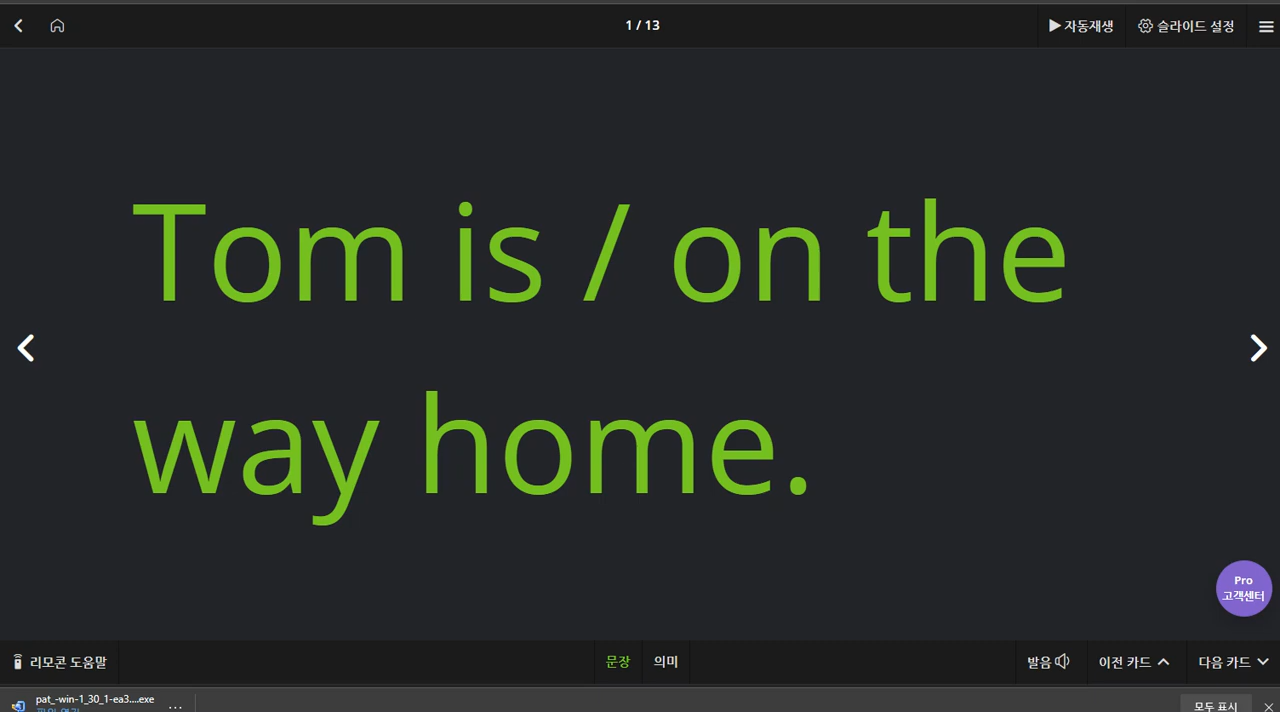 1 / 13
▶ 자동재생
슬라이드 설정
Tom is / on the
way home.
Pro
고객센터
리모콘 도움말
문장
의미
발음
이전 카드
다음 카드
pat_-win-1_30_1-ea3....exe
...
모두 표시